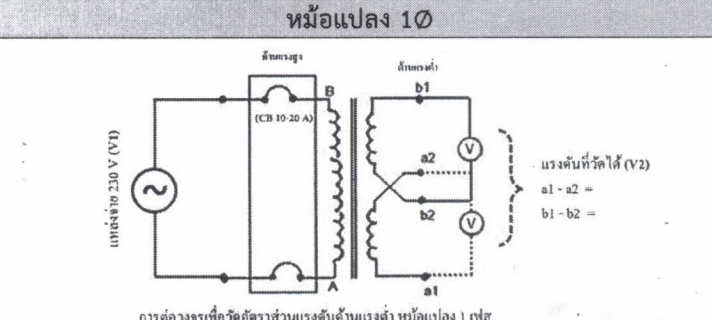 หม้อแปลง 1Ø
ด้านแรงสูง
ด้านแรงต่ำ
b1
B
(CB 10-20 A)
V
a2
แหล่งจ่าย 230 V (V1)
แรงดันที่วัดได้ (V2)
a1 - a2 =
b2
b1 - b2 =
V
A
a1
การต่อวงจรเพื่อวัดอัตราส่วนแรงดันด้านแรงต่ำ หม้อแปลง 1 เฟส